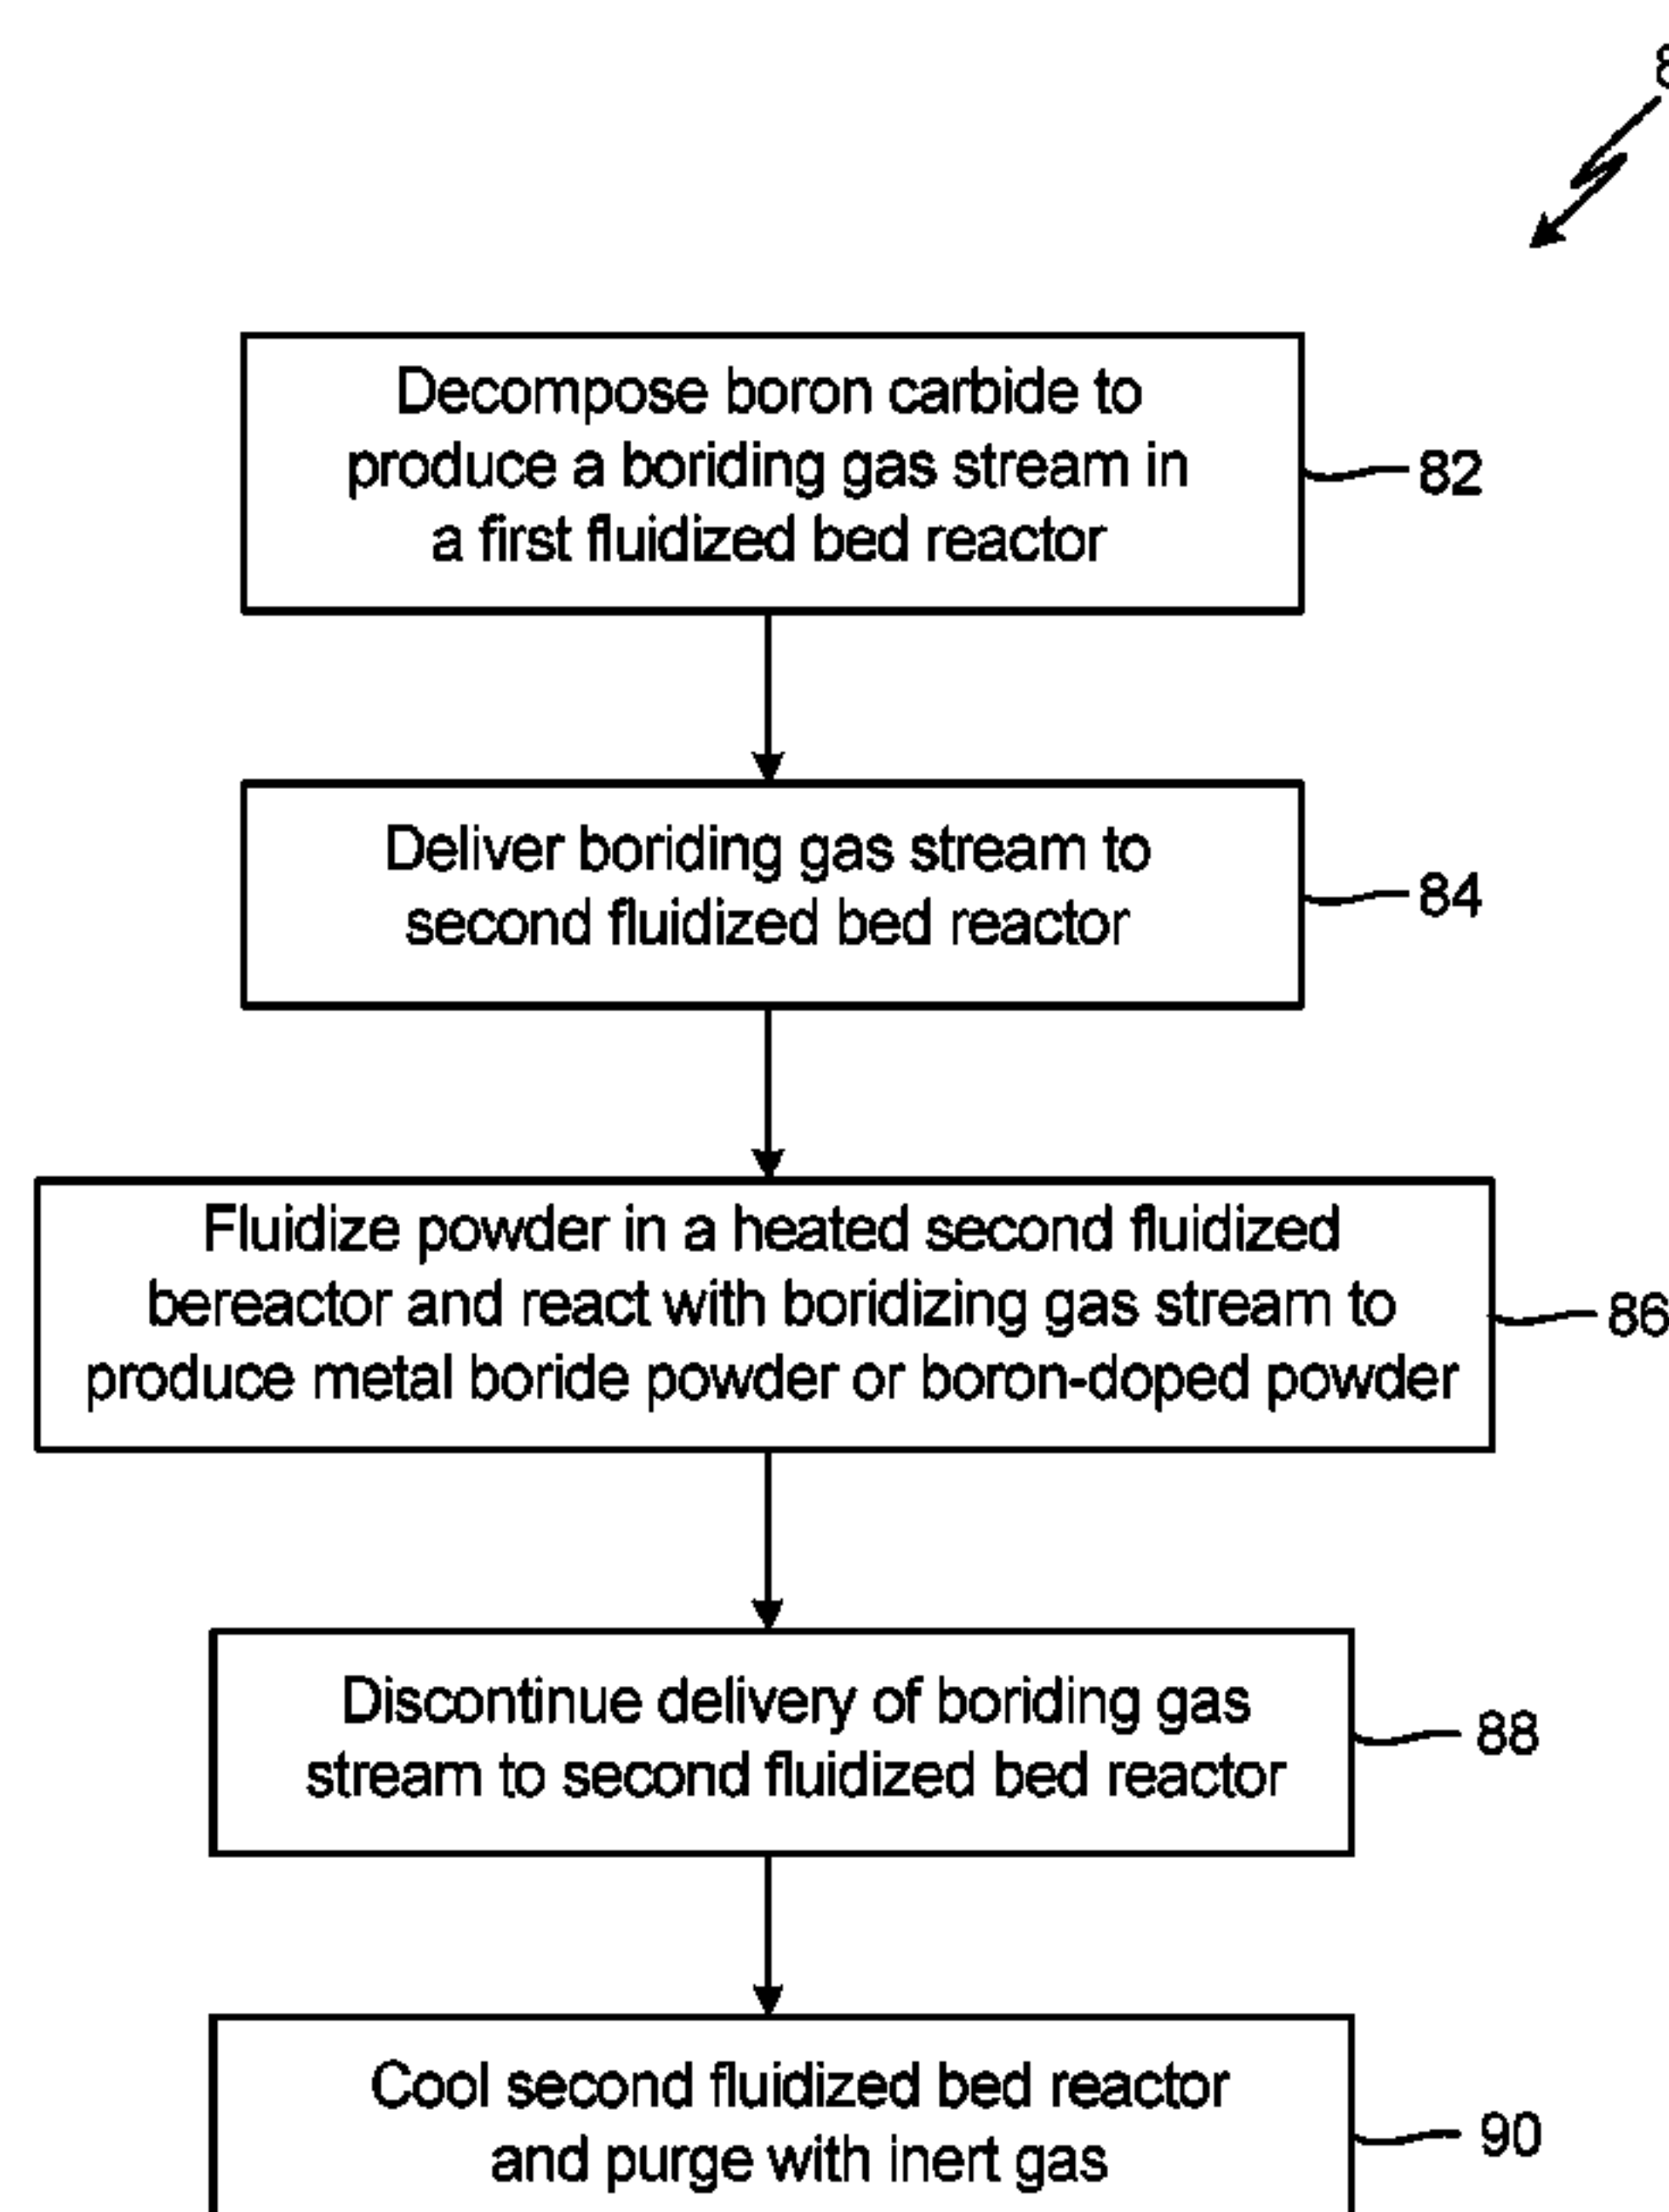 Decompose boron carbide to
produce a boriding gas stream in
a first fluidized bed reactor
82
Deliver boriding gas stream to
second fluidized bed reactor
84
Fluidize powder in a heated second fluidized
bereactor and react with boridizing gas stream to
produce metal boride powder or boron-doped powder
86
Discontinue delivery of boriding gas
stream to second fluidized bed reactor
88
Cool second fluidized bed reactor
and purge with inert gas
90